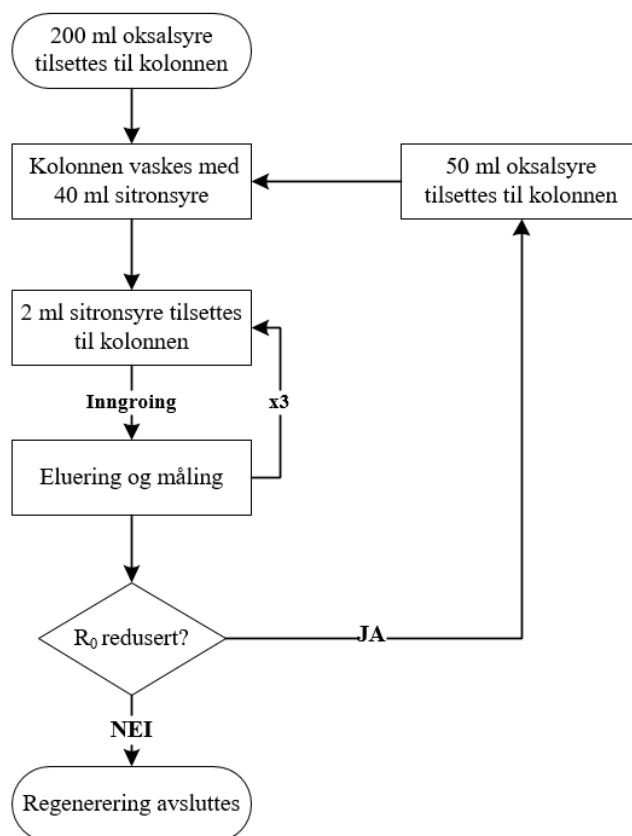 200 ml oksalsyre
tilsettes til kolonnen
Kolonnen vaskes med
40 ml sitronsyre
50 ml oksalsyre
tilsettes til kolonnen
2 ml sitronsyre tilsettes
til kolonnen
Inngroing
x3
Eluering og måling
R₀ redusert?
JA
NEI
Regenerering avsluttes